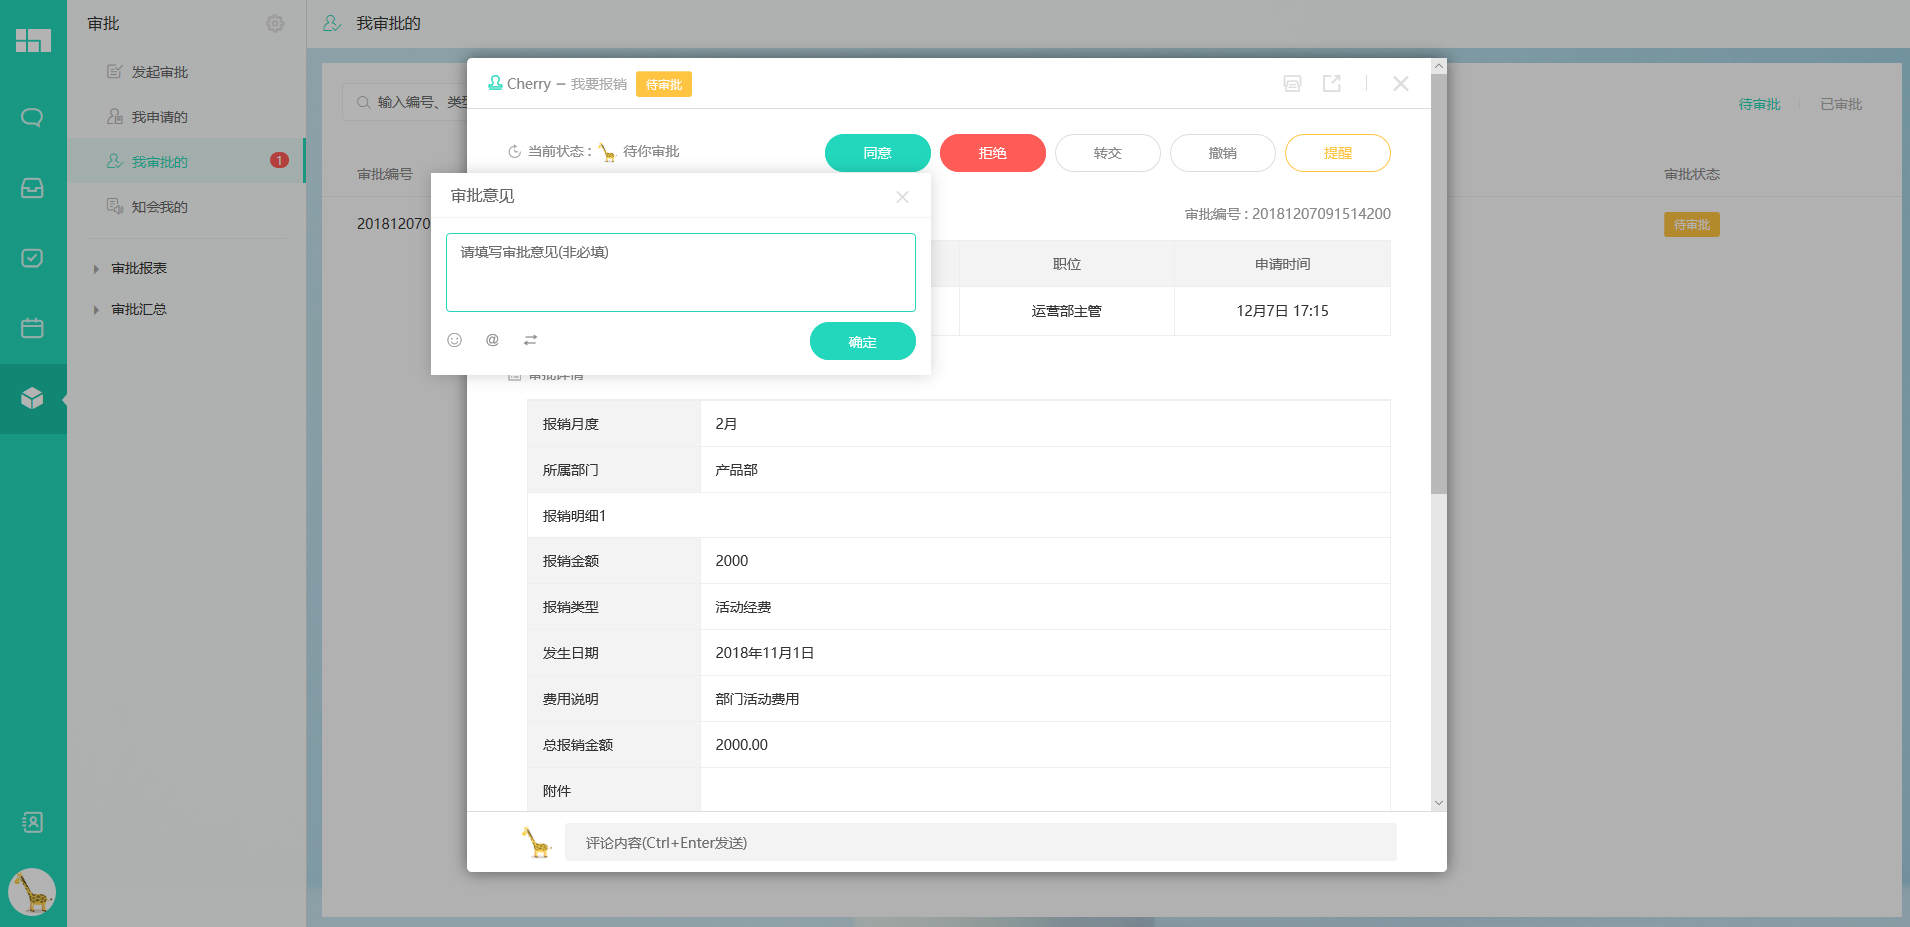 审批
我审批的
发起审批
我申请的
我审批的
1
知会我的
审批报表
审批汇总
输入编号、类型
待审批
已审批
审批编号
审批状态
201812070
待审批
Cherry – 我要报销 待审批
当前状态： 待你审批
同意
拒绝
转交
撤销
提醒
审批编号 : 20181207091514200
职位
申请时间
运营部主管
12月7日 17:15
审批意见
请填写审批意见(非必填)
@
确定
审批详情
报销月度
2月
所属部门
产品部
报销明细1
报销金额
2000
报销类型
活动经费
发生日期
2018年11月1日
费用说明
部门活动费用
总报销金额
2000.00
附件
评论内容(Ctrl+Enter发送)